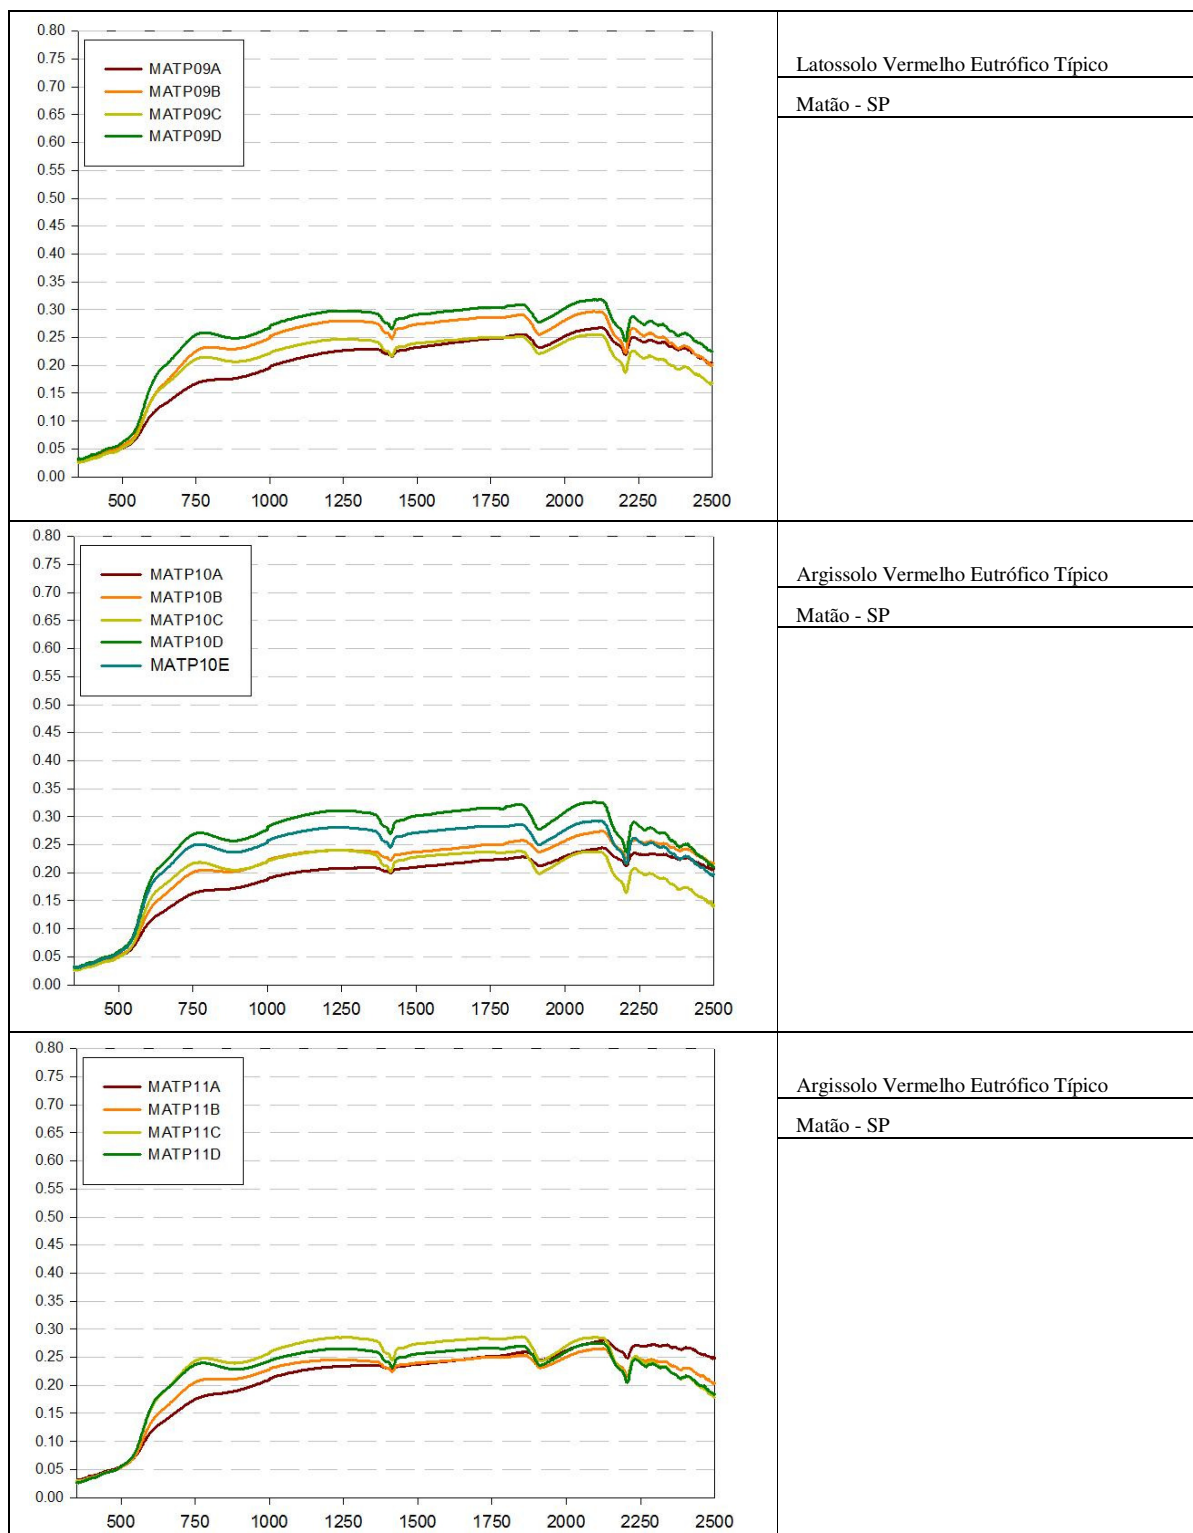 0.80
0.75
0.70
0.65
0.60
0.55
0.50
0.45
0.40
0.35
0.30
0.25
0.20
0.15
0.10
0.05
0.00
MATP09A
MATP09B
MATP09C
MATP09D
500 750 1000 1250 1500 1750 2000 2250 2500
Latossolo Vermelho Eutrófico Típico
Matão - SP
0.80
0.75
0.70
0.65
0.60
0.55
0.50
0.45
0.40
0.35
0.30
0.25
0.20
0.15
0.10
0.05
0.00
MATP10A
MATP10B
MATP10C
MATP10D
MATP10E
500 750 1000 1250 1500 1750 2000 2250 2500
Argissolo Vermelho Eutrófico Típico
Matão - SP
0.80
0.75
0.70
0.65
0.60
0.55
0.50
0.45
0.40
0.35
0.30
0.25
0.20
0.15
0.10
0.05
0.00
MATP11A
MATP11B
MATP11C
MATP11D
500 750 1000 1250 1500 1750 2000 2250 2500
Argissolo Vermelho Eutrófico Típico
Matão - SP